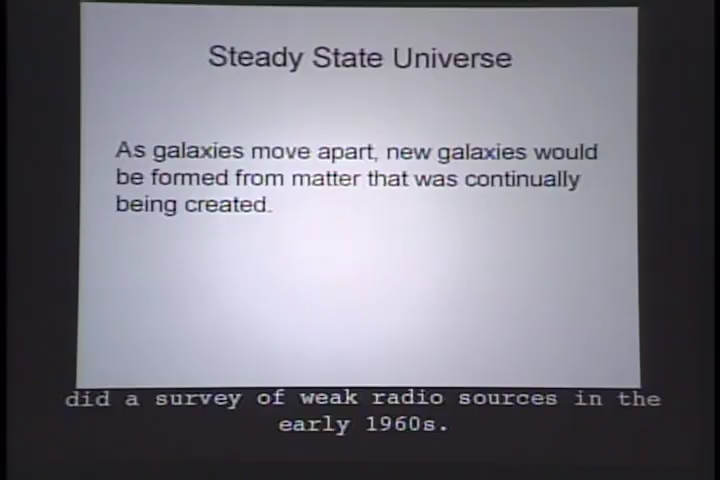 Steady State Universe
As galaxies move apart, new galaxies would
be formed from matter that was continually
being created.
did a survey of weak radio sources in the
early 1960s.